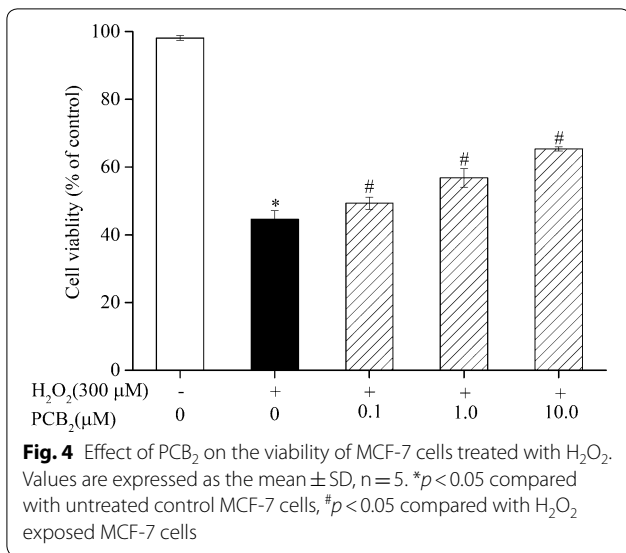 100
80
60
40
20
0
Cell viablity (% of control)
*
#
#
#
H₂O₂(300 μM) - + + + +
PCB₂(μM) 0 0 0.1 1.0 10.0
Fig. 4 Effect of PCB₂ on the viability of MCF-7 cells treated with H₂O₂.
Values are expressed as the mean ± SD, n = 5. *p < 0.05 compared
with untreated control MCF-7 cells, #p < 0.05 compared with H₂O₂
exposed MCF-7 cells